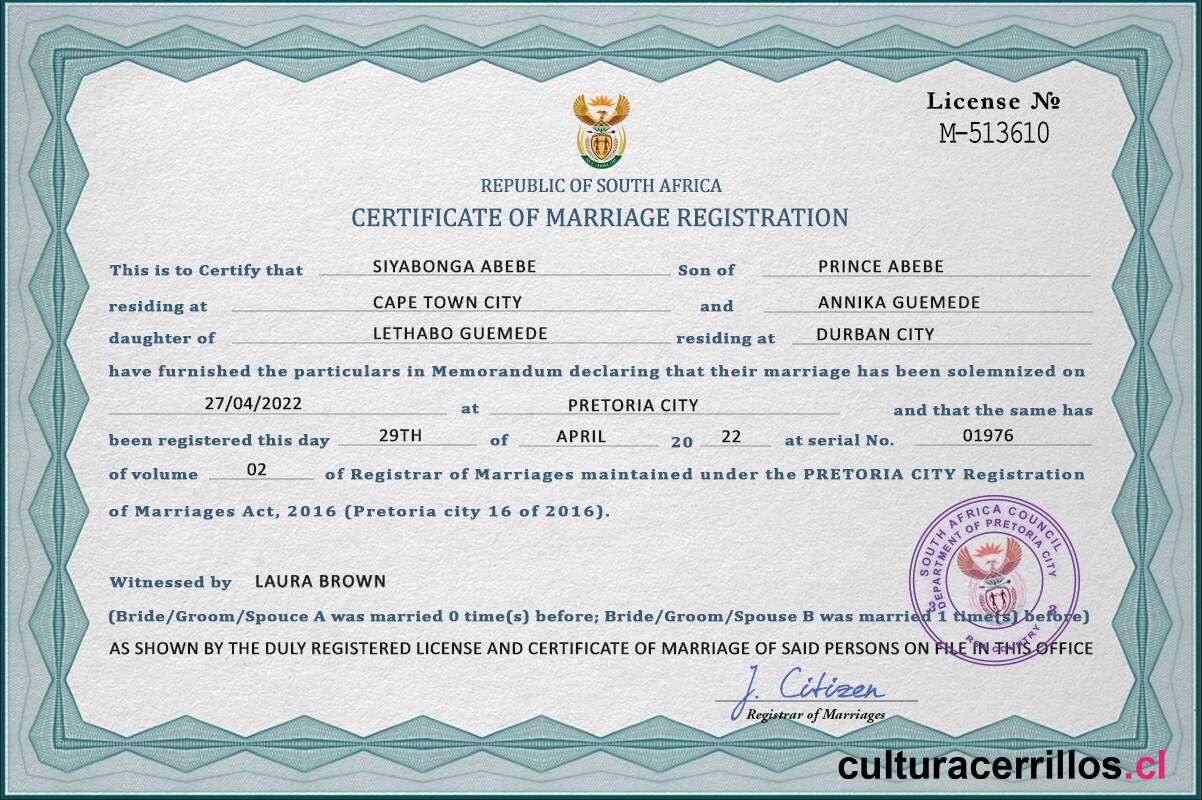 License №
M-513610
REPUBLIC OF SOUTH AFRICA
CERTIFICATE OF MARRIAGE REGISTRATION
This is to Certify that SIYABONGA ABEBE Son of PRINCE ABEBE
residing at CAPE TOWN CITY and ANNIKA GUEMEDE
daughter of LETHABO GUEMEDE residing at DURBAN CITY
have furnished the particulars in Memorandum declaring that their marriage has been solemnized on
27/04/2022 at PRETORIA CITY and that the same has
been registered this day 29TH of APRIL 20 22 at serial No. 01976
of volume 02 of Registrar of Marriages maintained under the PRETORIA CITY Registration
of Marriages Act, 2016 (Pretoria city 16 of 2016).
SOUTH AFRICA COUNCIL
DEPARTMENT OF PRETORIA CITY
Witnessed by LAURA BROWN
(Bride/Groom/Spouce A was married 0 time(s) before; Bride/Groom/Spouse B was married 1 time(s) before)
AS SHOWN BY THE DULY REGISTERED LICENSE AND CERTIFICATE OF MARRIAGE OF SAID PERSONS ON FILE IN THIS OFFICE
J. Citizen
Registrar of Marriages
culturacerrillos.cl